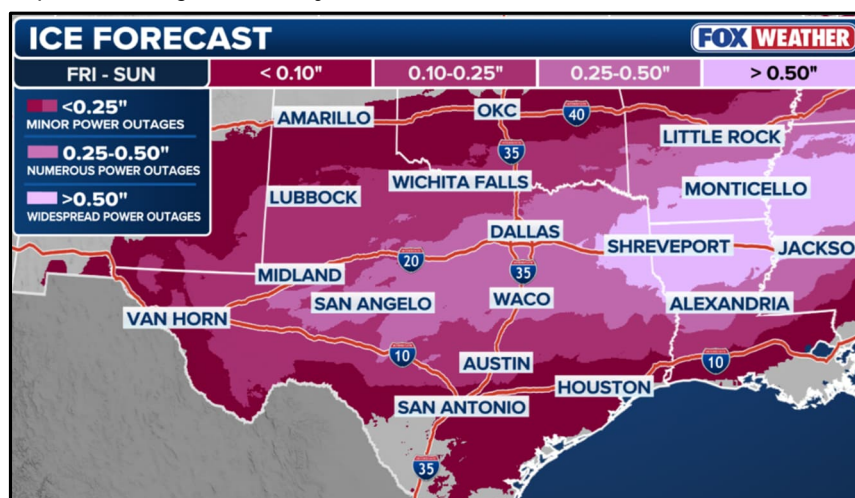 ICE FORECAST
FOX WEATHER
FRI - SUN
< 0.10"
0.10-0.25"
0.25-0.50"
> 0.50"
<0.25"
MINOR POWER OUTAGES
0.25-0.50"
NUMEROUS POWER OUTAGES
>0.50"
WIDESPREAD POWER OUTAGES
AMARILLO
OKC
40
LITTLE ROCK
35
LUBBOCK
WICHITA FALLS
MONTICELLO
DALLAS
SHREVEPORT
JACKSO
20
35
MIDLAND
SAN ANGELO
WACO
ALEXANDRIA
VAN HORN
10
AUSTIN
HOUSTON
10
SAN ANTONIO
35